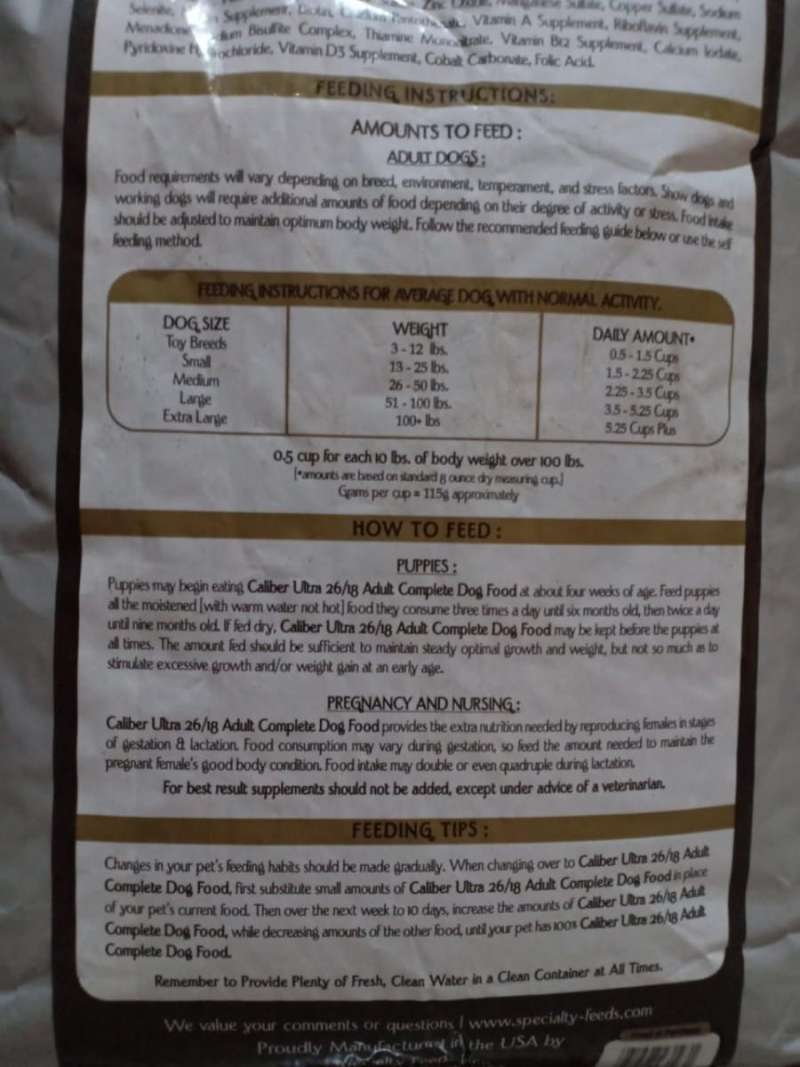 Selenite, Supplement, Biotin, Zinc Oxide, Manganese Sulfate, Copper Sulfate, Sodium
Bisulfite Complex, Thiamine Mononitrate, Vitamin A Supplement, Riboflavin Supplement,
Vitamin B12 Supplement, Calcium Iodate,
Pyridoxine Vitamin D3 Supplement, Cobalt Carbonate, Folic Acid.
FEEDING INSTRUCTIONS:
AMOUNTS TO FEED :
ADULT DOGS :
Food requirements will vary depending on breed, environment, temperament, and stress factors. Show dogs and
working dogs will require additional amounts of food depending on their degree of activity or stress. Food intake
should be adjusted to maintain optimum body weight. Follow the recommended feeding guide below or use the self
feeding method.
FEEDING INSTRUCTIONS FOR AVERAGE DOG WITH NORMAL ACTIVITY.
DOG SIZE WEIGHT DAILY AMOUNT*
Toy Breeds 3 - 12 lbs. 0.5 - 1.5 Cups
Small 13 - 25 lbs. 1.5 - 2.25 Cups
Medium 26 - 50 lbs. 2.25 - 3.5 Cups
Large 51 - 100 lbs. 3.5 - 5.25 Cups
Extra Large 100+ lbs 5.25 Cups Plus
0.5 cup for each 10 lbs. of body weight over 100 lbs.
[*amounts are based on standard 8 ounce dry measuring cup.]
Grams per cup = 115g approximately
HOW TO FEED :
PUPPIES :
Puppies may begin eating Caliber Ultra 26/18 Adult Complete Dog Food at about four weeks of age. Feed puppies
all the moistened [with warm water not hot] food they consume three times a day until six months old, then twice a day
until nine months old. If fed dry, Caliber Ultra 26/18 Adult Complete Dog Food may be kept before the puppies at
all times. The amount fed should be sufficient to maintain steady optimal growth and weight, but not so much as to
stimulate excessive growth and/or weight gain at an early age.
PREGNANCY AND NURSING :
Caliber Ultra 26/18 Adult Complete Dog Food provides the extra nutrition needed by reproducing females in stages
of gestation & lactation. Food consumption may vary during gestation, so feed the amount needed to maintain the
pregnant female's good body condition. Food intake may double or even quadruple during lactation.
For best result supplements should not be added, except under advice of a veterinarian.
FEEDING TIPS :
Changes in your pet's feeding habits should be made gradually. When changing over to Caliber Ultra 26/18 Adult
Complete Dog Food, first substitute small amounts of Caliber Ultra 26/18 Adult Complete Dog Food in place
of your pet's current food. Then over the next week to 10 days, increase the amounts of Caliber Ultra 26/18 Adult
Complete Dog Food, while decreasing amounts of the other food, until your pet has 100% Caliber Ultra 26/18 Adult
Complete Dog Food.
Remember to Provide Plenty of Fresh, Clean Water in a Clean Container at All Times.
We value your comments or questions | www.specialty-feeds.com
Proudly Manufactured in the USA by